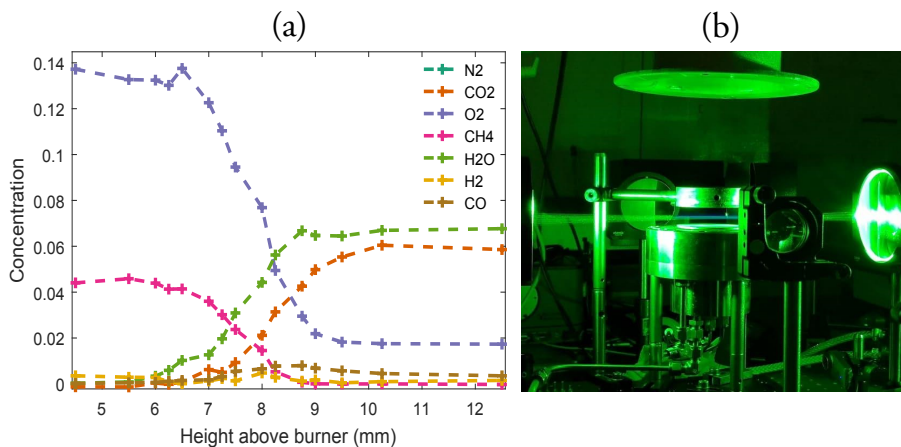 (a)
(b)
0.14
0.12
0.1
0.08
0.06
0.04
0.02
0
Concentration
N2
CO2
O2
CH4
H2O
H2
CO
5 6 7 8 9 10 11 12
Height above burner (mm)